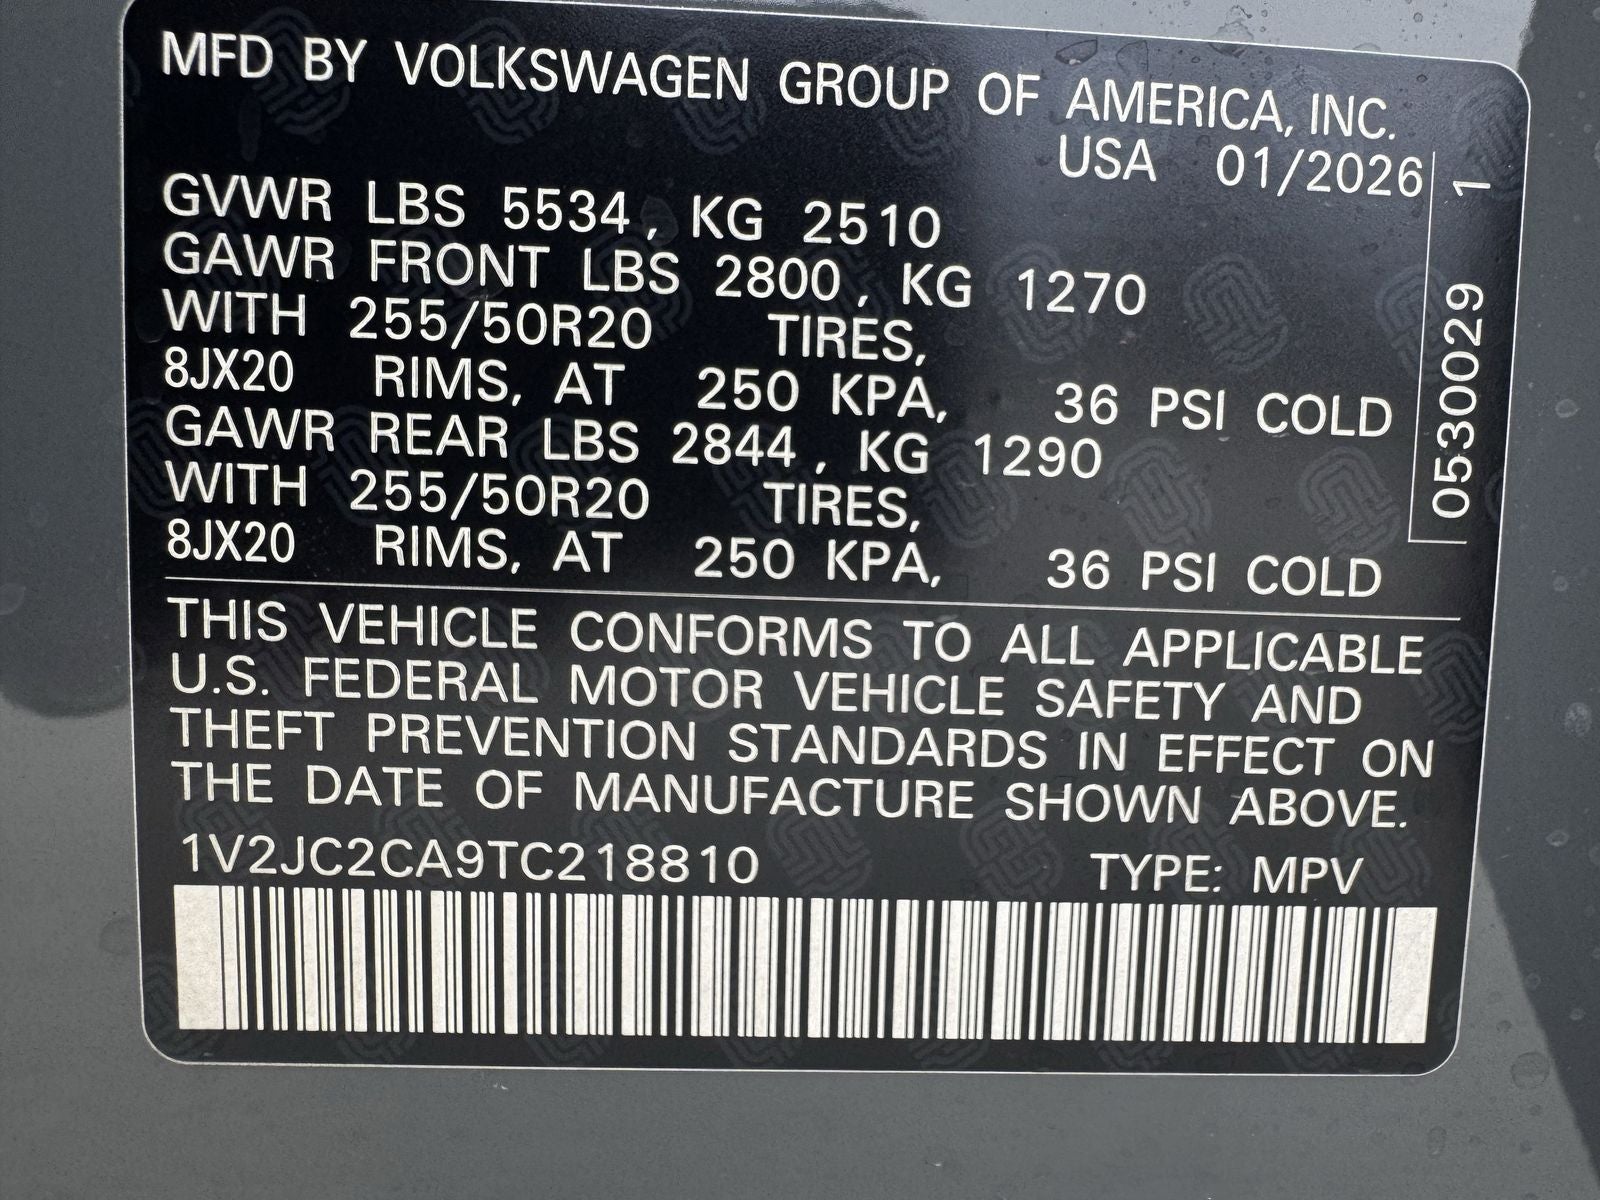 MFD BY VOLKSWAGEN GROUP OF AMERICA, INC.
USA 01/2026
GVWR LBS 5534, KG 2510
GAWR FRONT LBS 2800, KG 1270
WITH 255/50R20 TIRES,
8JX20 RIMS, AT 250 KPA, 36 PSI COLD
GAWR REAR LBS 2844, KG 1290
WITH 255/50R20 TIRES,
8JX20 RIMS, AT 250 KPA, 36 PSI COLD
0530029 1
THIS VEHICLE CONFORMS TO ALL APPLICABLE
U.S. FEDERAL MOTOR VEHICLE SAFETY AND
THEFT PREVENTION STANDARDS IN EFFECT ON
THE DATE OF MANUFACTURE SHOWN ABOVE.
1V2JC2CA9TC218810 TYPE: MPV